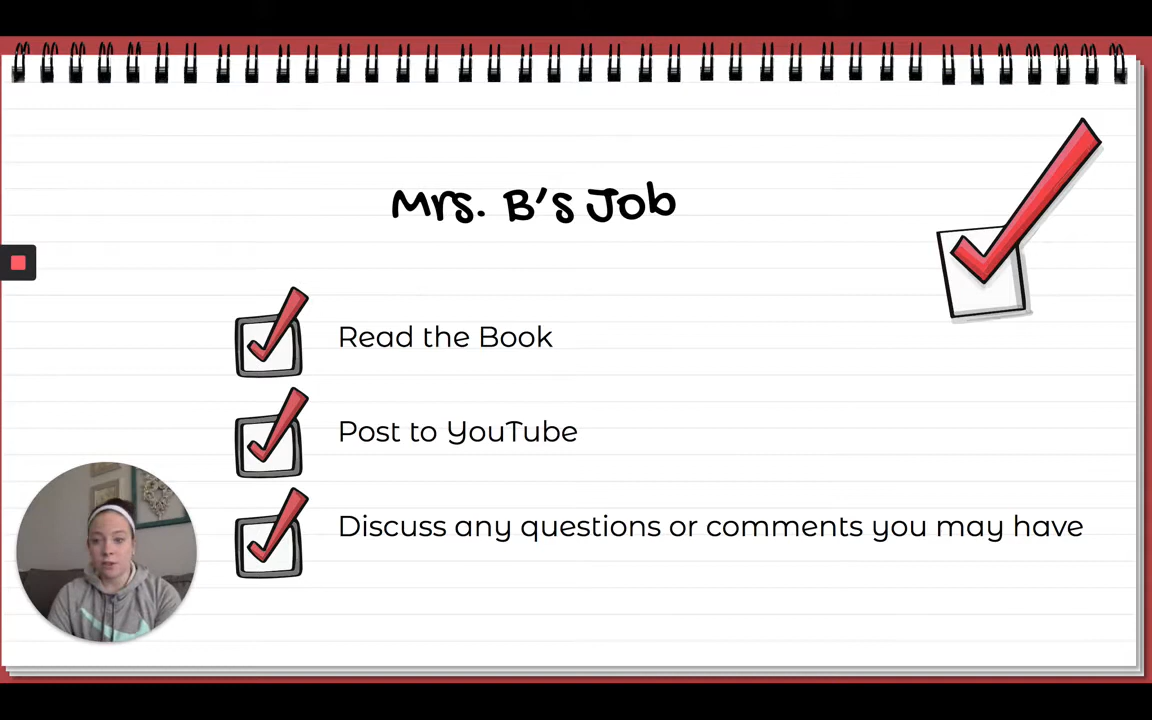 Mrs. B's Job
Read the Book
Post to YouTube
Discuss any questions or comments you may have